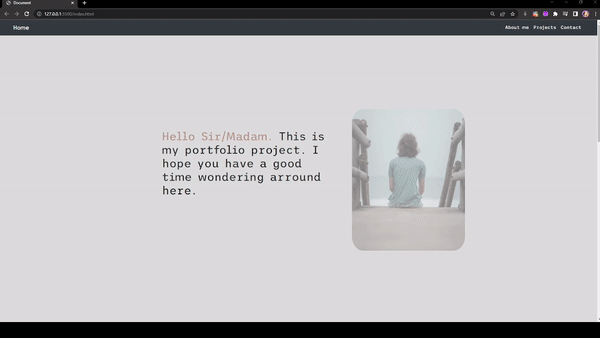 Document
127.0.0.1:5500/index.html
Home
About me Projects Contact
Hello Sir/Madam. This is
my portfolio project. I
hope you have a good
time wondering arround
here.